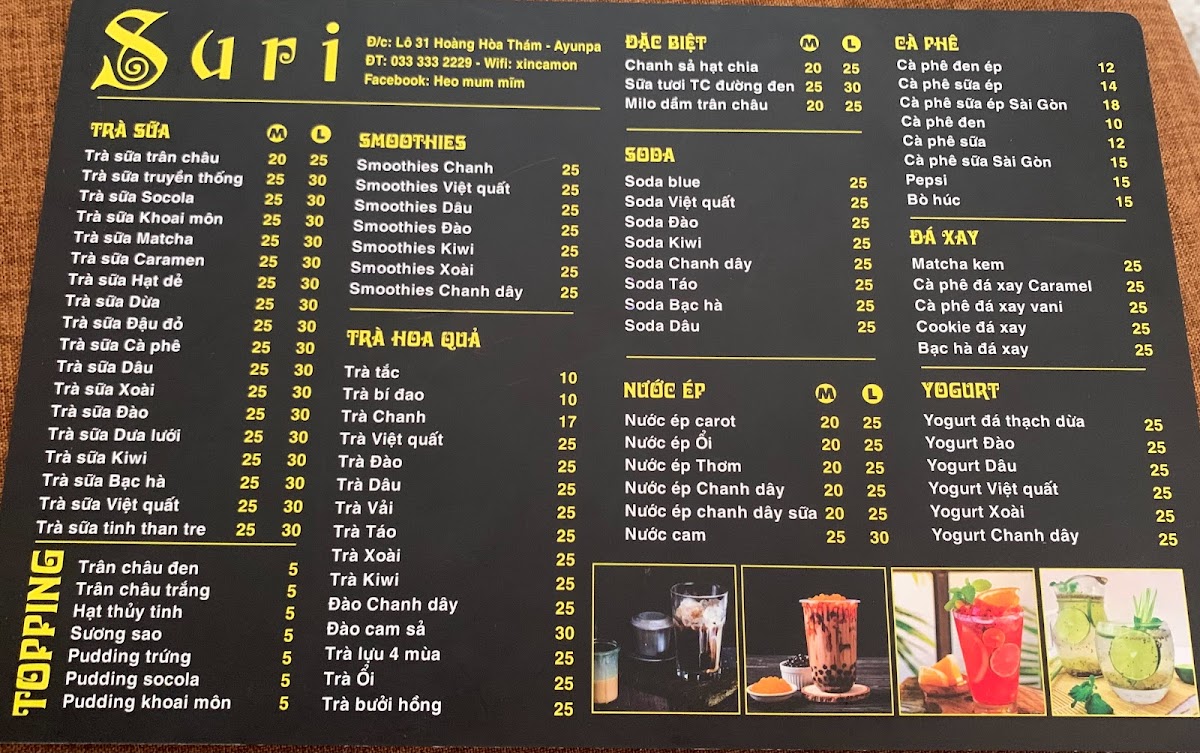 Suri
Đ/c: Lô 31 Hoàng Hòa Thám - Ayunpa
ĐT: 033 333 2229 - Wifi: xincamon
Facebook: Heo mum mĩm
TRÀ SỮA M L
Trà sữa trân châu 20 25
Trà sữa truyền thống 25 30
Trà sữa Socola 25 30
Trà sữa Khoai môn 25 30
Trà sữa Matcha 25 30
Trà sữa Caramen 25 30
Trà sữa Hạt dẻ 25 30
Trà sữa Dừa 25 30
Trà sữa Đậu đỏ 25 30
Trà sữa Cà phê 25 30
Trà sữa Dâu 25 30
Trà sữa Xoài 25 30
Trà sữa Đào 25 30
Trà sữa Dưa lưới 25 30
Trà sữa Kiwi 25 30
Trà sữa Bạc hà 25 30
Trà sữa Việt quất 25 30
Trà sữa tinh than tre 25 30
TOPPING
Trân châu đen 5
Trân châu trắng 5
Hạt thủy tinh 5
Sương sao 5
Pudding trứng 5
Pudding socola 5
Pudding khoai môn 5
SMOOTHIES
Smoothies Chanh 25
Smoothies Việt quất 25
Smoothies Dâu 25
Smoothies Đào 25
Smoothies Kiwi 25
Smoothies Xoài 25
Smoothies Chanh dây 25
TRÀ HOA QUẢ
Trà tắc 10
Trà bí đao 10
Trà Chanh 17
Trà Việt quất 25
Trà Đào 25
Trà Dâu 25
Trà Vải 25
Trà Táo 25
Trà Xoài 25
Trà Kiwi 25
Đào Chanh dây 25
Đào cam sả 30
Trà lựu 4 mùa 25
Trà Ổi 25
Trà bưởi hồng 25
ĐẶC BIỆT M L
Chanh sả hạt chia 20 25
Sữa tươi TC đường đen 25 30
Milo dầm trân châu 20 25
SODA
Soda blue 25
Soda Việt quất 25
Soda Đào 25
Soda Kiwi 25
Soda Chanh dây 25
Soda Táo 25
Soda Bạc hà 25
Soda Dâu 25
NƯỚC ÉP M L
Nước ép carot 20 25
Nước ép Ổi 20 25
Nước ép Thơm 20 25
Nước ép Chanh dây 20 25
Nước ép chanh dây sữa 20 25
Nước cam 25 30
CÀ PHÊ
Cà phê đen ép 12
Cà phê sữa ép 14
Cà phê sữa ép Sài Gòn 18
Cà phê đen 10
Cà phê sữa 12
Cà phê sữa Sài Gòn 15
Pepsi 15
Bò húc 15
ĐÁ XAY
Matcha kem 25
Cà phê đá xay Caramel 25
Cà phê đá xay vani 25
Cookie đá xay 25
Bạc hà đá xay 25
YOGURT
Yogurt đá thạch dừa 25
Yogurt Đào 25
Yogurt Dâu 25
Yogurt Việt quất 25
Yogurt Xoài 25
Yogurt Chanh dây 25